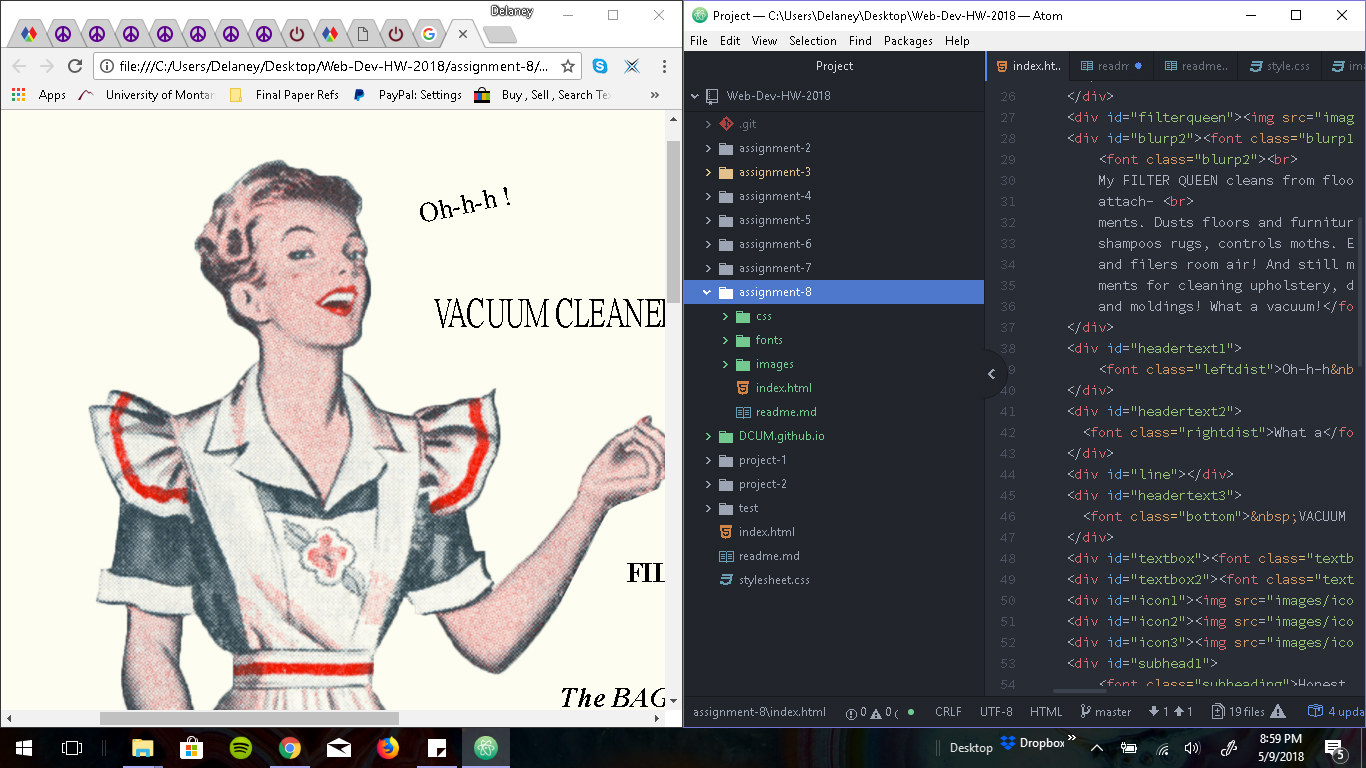 Delaney
file:///C:/Users/Delaney/Desktop/Web-Dev-HW-2018/assignment-8/...
Apps University of Montan Final Paper Refs PayPal: Settings Buy , Sell , Search Te »
Oh-h-h !
VACUUM CLEANE
FIL
The BAG
Project — C:\Users\Delaney\Desktop\Web-Dev-HW-2018 — Atom
File Edit View Selection Find Packages Help
Project
Web-Dev-HW-2018
.git
assignment-2
assignment-3
assignment-4
assignment-5
assignment-6
assignment-7
assignment-8
css
fonts
images
index.html
readme.md
DCUM.github.io
project-1
project-2
test
index.html
readme.md
stylesheet.css
index.ht.. readr readme.. style.css ima
26 </div>
27 <div id="filterqueen"><img src="imag
28 <div id="blurp2"><font class="blurp1
29 <font class="blurp2"><br>
30 My FILTER QUEEN cleans from floo
31 attach- <br>
32 ments. Dusts floors and furnitur
33 shampoos rugs, controls moths. E
34 and filers room air! And still m
35 ments for cleaning upholstery, d
36 and moldings! What a vacuum!</fo
37 </div>
38 <div id="headertext1">
39 <font class="leftdist">Oh-h-h&nb
40 </div>
41 <div id="headertext2">
42 <font class="rightdist">What a</fo
43 </div>
44 <div id="line"></div>
45 <div id="headertext3">
46 <font class="bottom">&nbsp;VACUUM
47 </div>
48 <div id="textbox"><font class="textb
49 <div id="textbox2"><font class="text
50 <div id="icon1"><img src="images/ico
51 <div id="icon2"><img src="images/ico
52 <div id="icon3"><img src="images/ico
53 <div id="subhead1">
54 <font class="subheading">Honest
assignment-8\index.html 0 0 ( CRLF UTF-8 HTML master 1 1 19 files 4 upda
Desktop Dropbox » 8:59 PM
5/9/2018 5